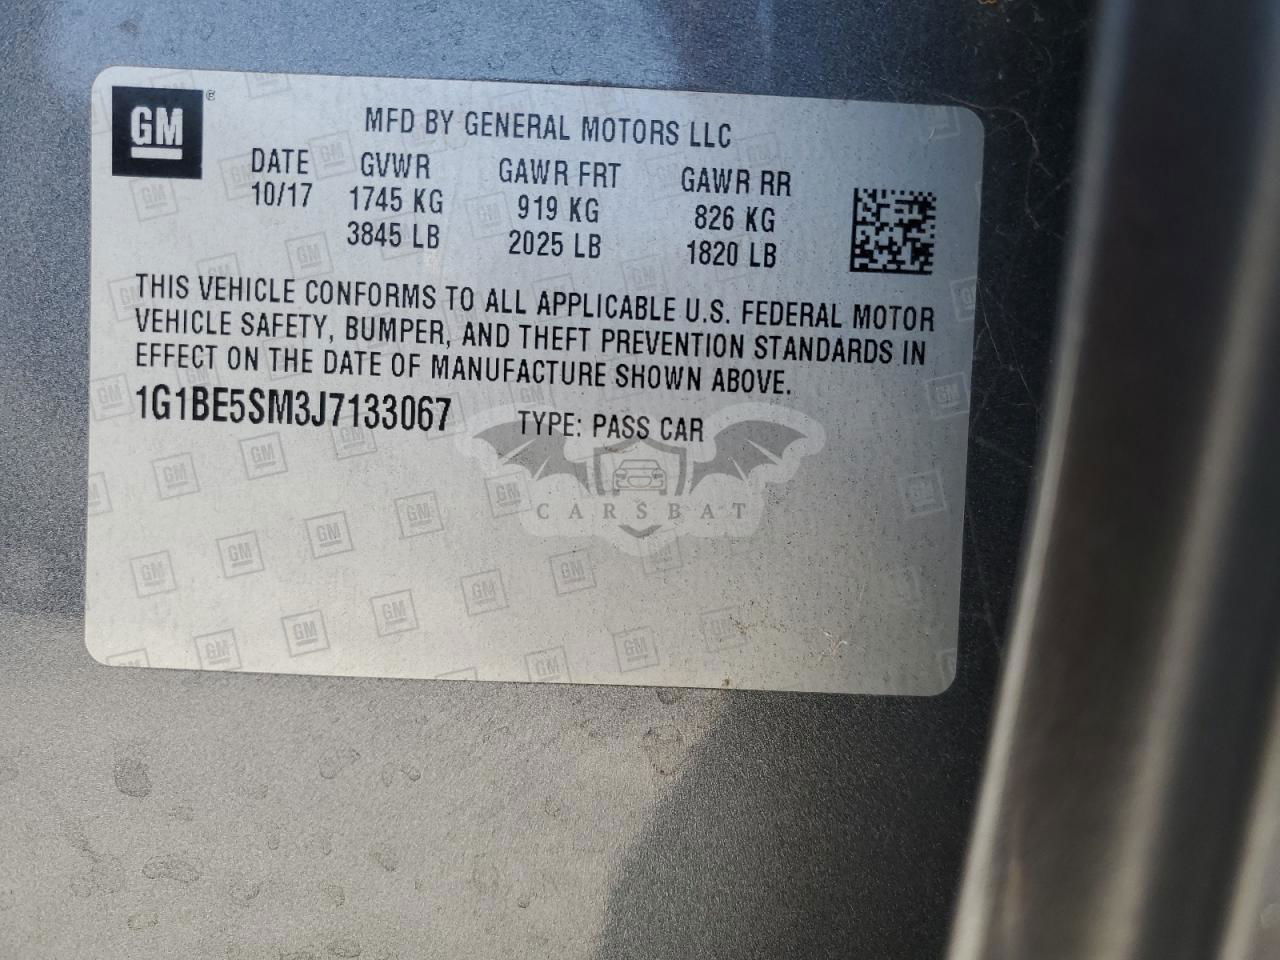 GM ®
MFD BY GENERAL MOTORS LLC
DATE GVWR GAWR FRT GAWR RR
10/17 1745 KG 919 KG 826 KG
3845 LB 2025 LB 1820 LB
THIS VEHICLE CONFORMS TO ALL APPLICABLE U.S. FEDERAL MOTOR
VEHICLE SAFETY, BUMPER, AND THEFT PREVENTION STANDARDS IN
EFFECT ON THE DATE OF MANUFACTURE SHOWN ABOVE.
1G1BE5SM3J7133067 TYPE: PASS CAR
CARSBAT